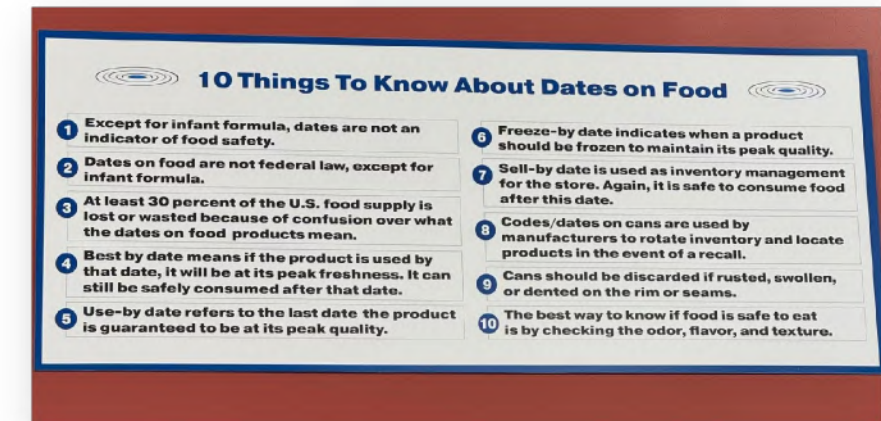 10 Things To Know About Dates on Food
1 Except for infant formula, dates are not an
indicator of food safety.
2 Dates on food are not federal law, except for
infant formula.
3 At least 30 percent of the U.S. food supply is
lost or wasted because of confusion over what
the dates on food products mean.
4 Best by date means if the product is used by
that date, it will be at its peak freshness. It can
still be safely consumed after that date.
5 Use-by date refers to the last date the product
is guaranteed to be at its peak quality.
6 Freeze-by date indicates when a product
should be frozen to maintain its peak quality.
7 Sell-by date is used as inventory management
for the store. Again, it is safe to consume food
after this date.
8 Codes/dates on cans are used by
manufacturers to rotate inventory and locate
products in the event of a recall.
9 Cans should be discarded if rusted, swollen,
or dented on the rim or seams.
10 The best way to know if food is safe to eat
is by checking the odor, flavor, and texture.